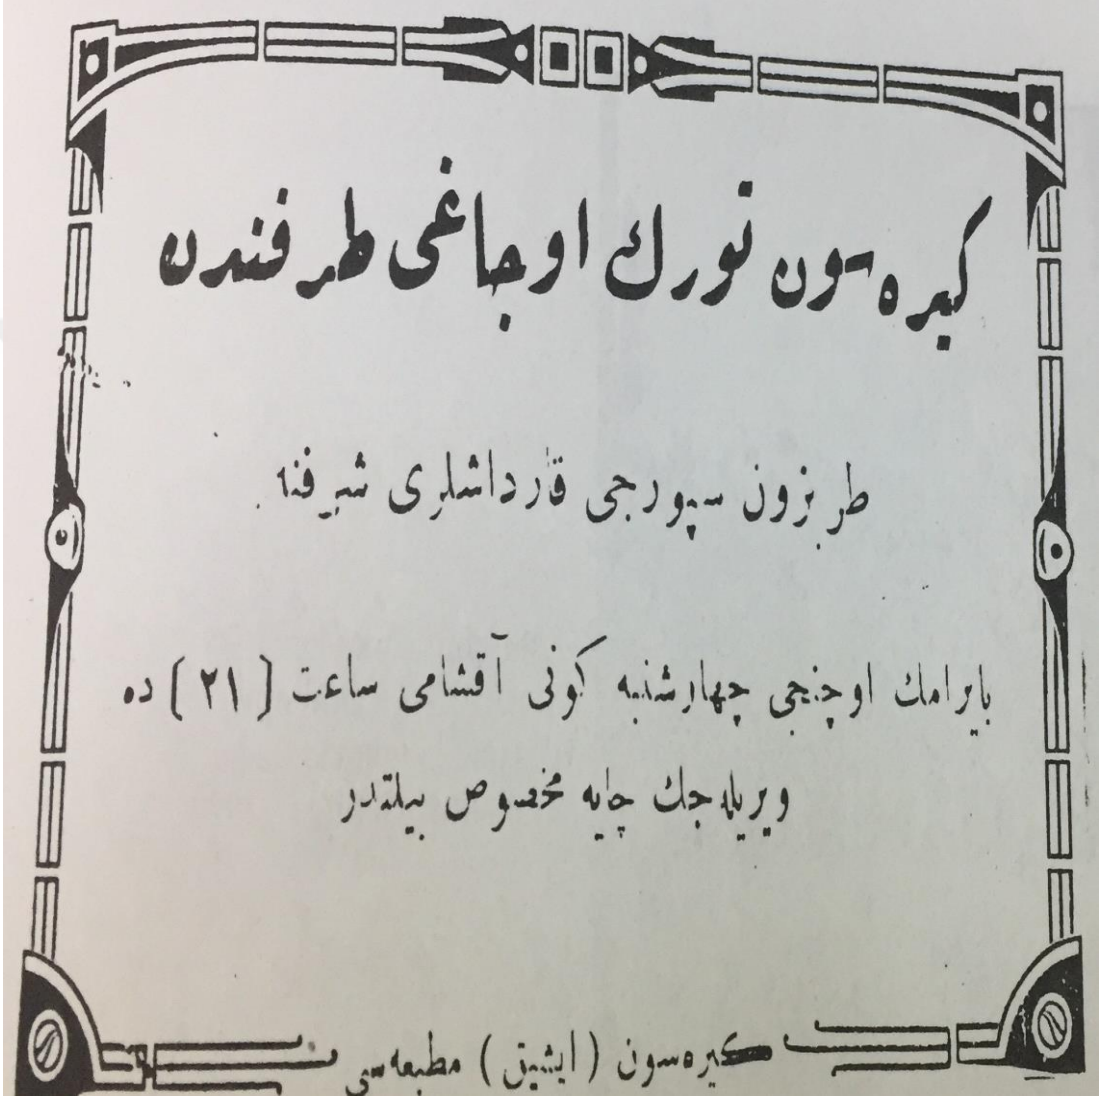 كيره سون تورك اوجاغى طرفندن
طربزون سپورجى قارداشلرى شرفنه
بايرامك اوچنجى چهارشنبه كونى آقشامى ساعت (٢١) ده
ويريله جك چايه مخصوص بيلتدر
كيره سون (ايشيق) مطبعه سى